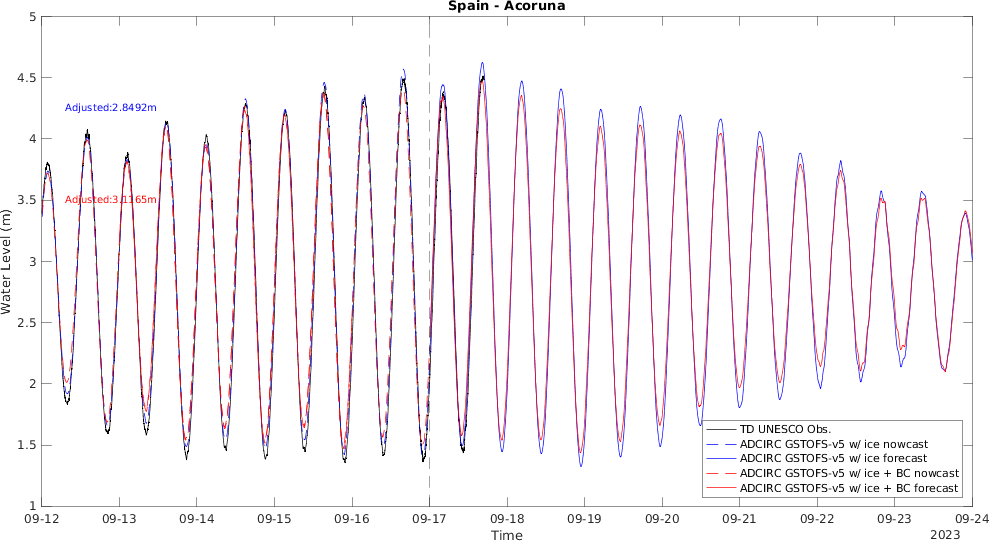 Spain - Acoruna
5
4.5
4
3.5
3
2.5
2
1.5
1
Water Level (m)
Adjusted:2.8492m
Adjusted:3.1165m
TD UNESCO Obs.
ADCIRC GSTOFS-v5 w/ ice nowcast
ADCIRC GSTOFS-v5 w/ ice forecast
ADCIRC GSTOFS-v5 w/ ice + BC nowcast
ADCIRC GSTOFS-v5 w/ ice + BC forecast
09-12 09-13 09-14 09-15 09-16 09-17 09-18 09-19 09-20 09-21 09-22 09-23 09-24
Time
2023